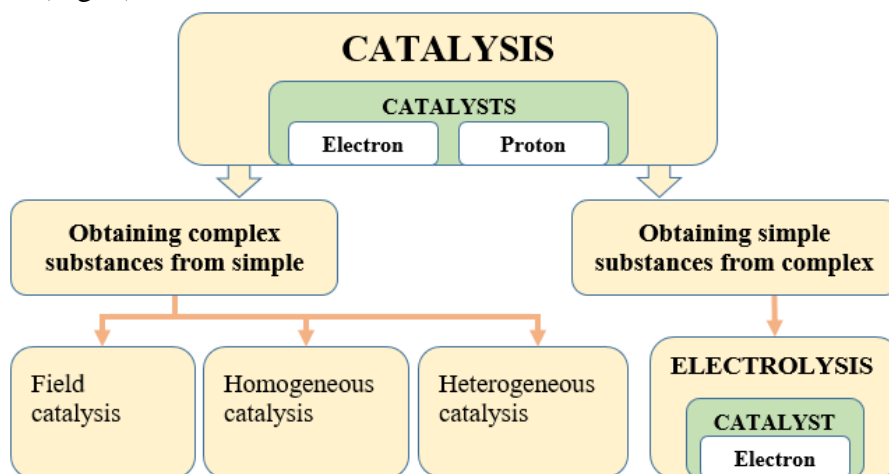 CATALYSIS
CATALYSTS
Electron
Proton
Obtaining complex
substances from simple
Obtaining simple
substances from complex
Field
catalysis
Homogeneous
catalysis
Heterogeneous
catalysis
ELECTROLYSIS
CATALYST
Electron